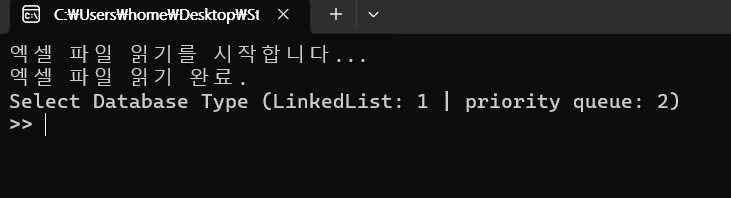 C:₩Users₩home₩Desktop₩St
엑셀 파일 읽기를 시작합니다...
엑셀 파일 읽기 완료.
Select Database Type (LinkedList: 1 | priority queue: 2)
>>